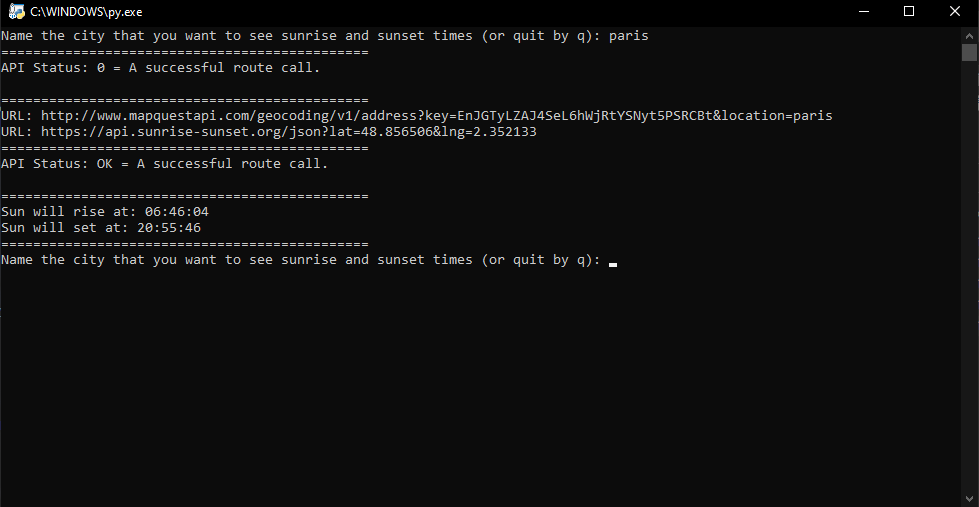 C:\WINDOWS\py.exe
Name the city that you want to see sunrise and sunset times (or quit by q): paris
==============================================
API Status: 0 = A successful route call.
==============================================
URL: http://www.mapquestapi.com/geocoding/v1/address?key=EnJGTyLZAJ4SeL6hWjRtYSNyt5PSRCBt&location=paris
URL: https://api.sunrise-sunset.org/json?lat=48.856506&lng=2.352133
==============================================
API Status: OK = A successful route call.
==============================================
Sun will rise at: 06:46:04
Sun will set at: 20:55:46
==============================================
Name the city that you want to see sunrise and sunset times (or quit by q):